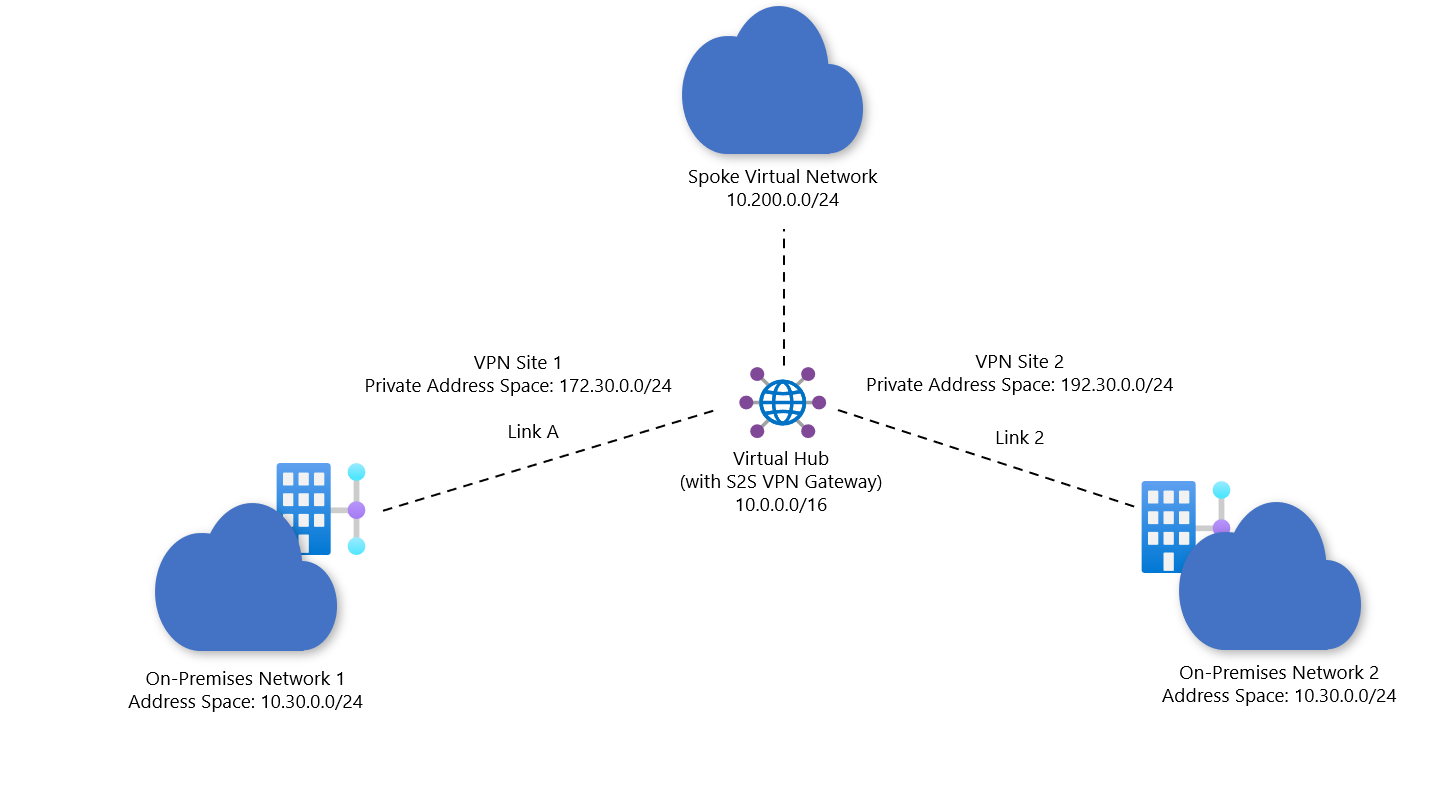 Spoke Virtual Network
10.200.0.0/24
VPN Site 1
Private Address Space: 172.30.0.0/24
VPN Site 2
Private Address Space: 192.30.0.0/24
Link A
Link 2
Virtual Hub
(with S2S VPN Gateway)
10.0.0.0/16
On-Premises Network 1
Address Space: 10.30.0.0/24
On-Premises Network 2
Address Space: 10.30.0.0/24